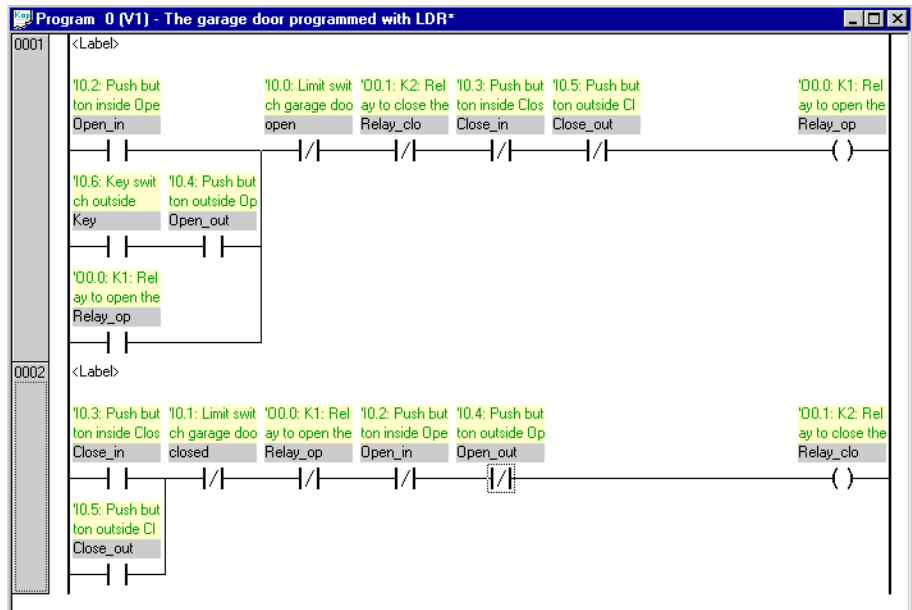 Program 0 (V1) - The garage door programmed with LDR*
0001
<Label>
'I0.2: Push but
ton inside Ope
Open_in
'I0.0: Limit swit
ch garage doo
open
'O0.1: K2: Rel
ay to close the
Relay_clo
'I0.3: Push but
ton inside Clos
Close_in
'I0.5: Push but
ton outside Cl
Close_out
'O0.0: K1: Rel
ay to open the
Relay_op
'I0.6: Key swit
ch outside
Key
'I0.4: Push but
ton outside Op
Open_out
'O0.0: K1: Rel
ay to open the
Relay_op
0002
<Label>
'I0.3: Push but
ton inside Clos
Close_in
'I0.1: Limit swit
ch garage doo
closed
'O0.0: K1: Rel
ay to open the
Relay_op
'I0.2: Push but
ton inside Ope
Open_in
'I0.4: Push but
ton outside Op
Open_out
'O0.1: K2: Rel
ay to close the
Relay_clo
'I0.5: Push but
ton outside Cl
Close_out